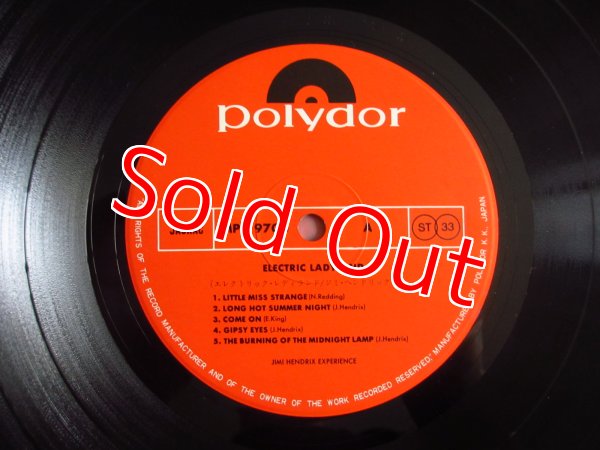 polydor
Sold Out
JASRAC
A
ST 33
ELECTRIC
1. LITTLE MISS STRANGE (N.Redding)
2. LONG HOT SUMMER NIGHT (J.Hendrix)
3. COME ON (E.King)
4. GIPSY EYES (J.Hendrix)
5. THE BURNING OF THE MIDNIGHT LAMP (J.Hendrix)
JIMI HENDRIX EXPERIENCE
ALL RIGHTS OF THE RECORD MANUFACTURER AND OF THE OWNER OF THE WORK RECORDED RESERVED. MANUFACTURED BY POLYDOR K.K. JAPAN